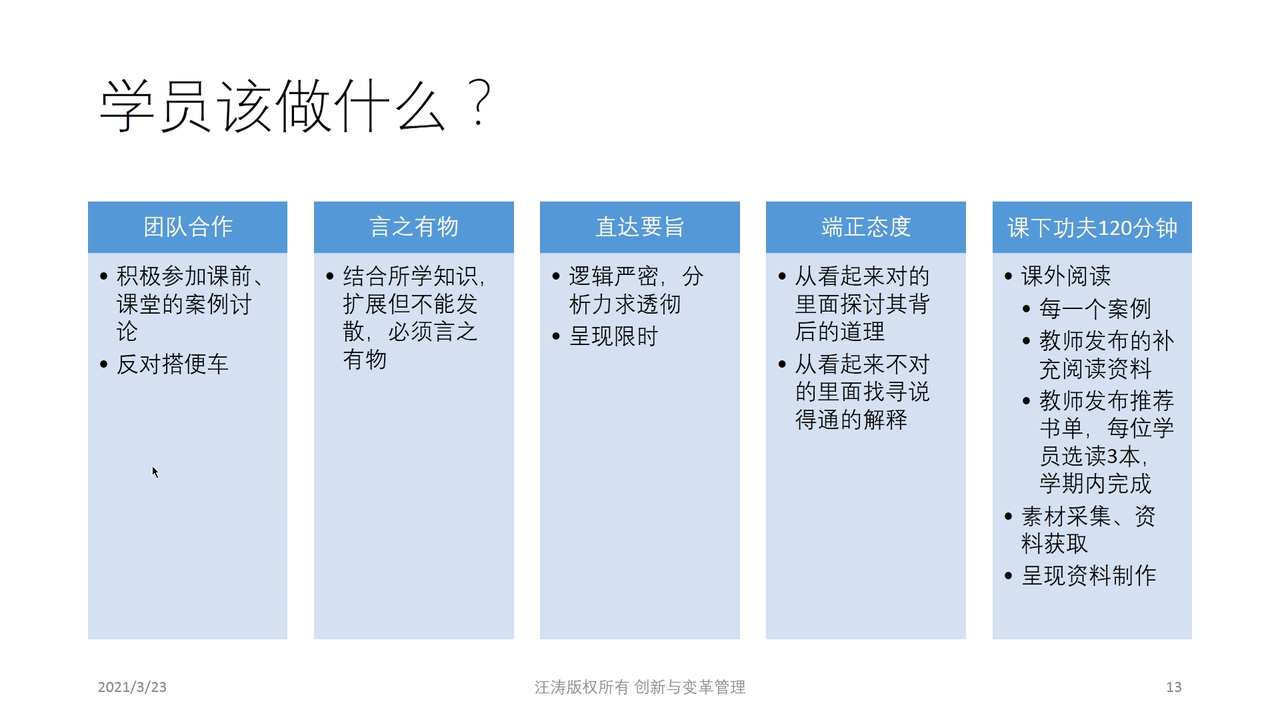 学员该做什么？
团队合作
• 积极参加课前、
课堂的案例讨
论
• 反对搭便车
言之有物
• 结合所学知识，
扩展但不能发
散，必须言之
有物
直达要旨
• 逻辑严密，分
析力求透彻
• 呈现限时
端正态度
• 从看起来对的
里面探讨其背
后的道理
• 从看起来不对
的里面找寻说
得通的解释
课下功夫120分钟
• 课外阅读
• 每一个案例
• 教师发布的补
充阅读资料
• 教师发布推荐
书单，每位学
员选读3本，
学期内完成
• 素材采集、资
料获取
• 呈现资料制作
2021/3/23
汪涛版权所有 创新与变革管理
13